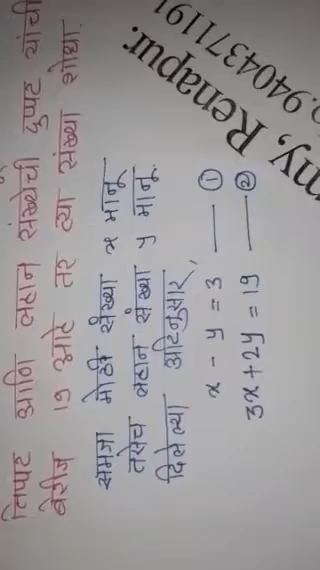 तिप्पट आणि लहान संख्येची दुप्पट यांची
बेरीज 19 आहे तर त्या संख्या शोधा.
समजा मोठी संख्या x मानू
तसेच लहान संख्या y मानू.
दिलेल्या अटिनुसार,
x - y = 3 —— ①
3x + 2y = 19 —— ②
my, Renapur.
.9404371191